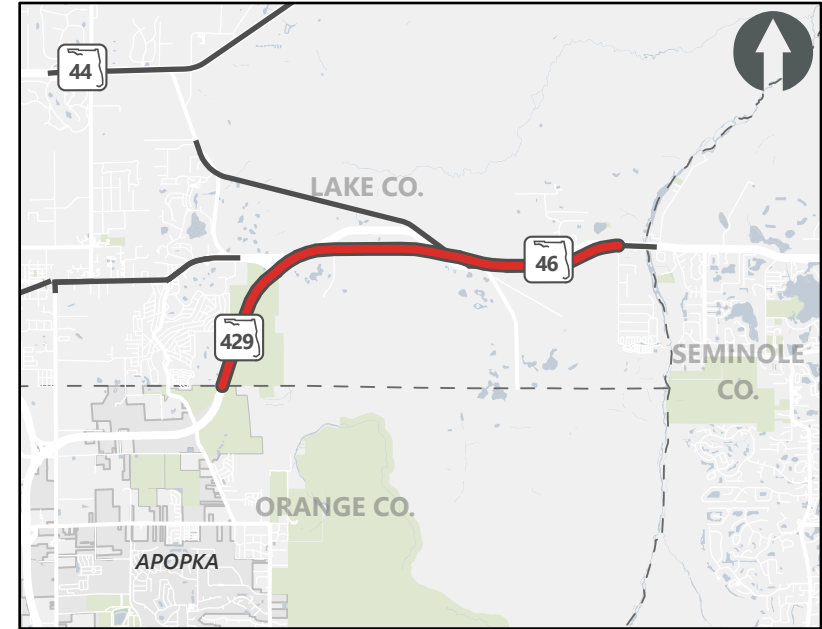 44
LAKE CO.
46
429
SEMINOLE
CO.
ORANGE CO.
APOPKA